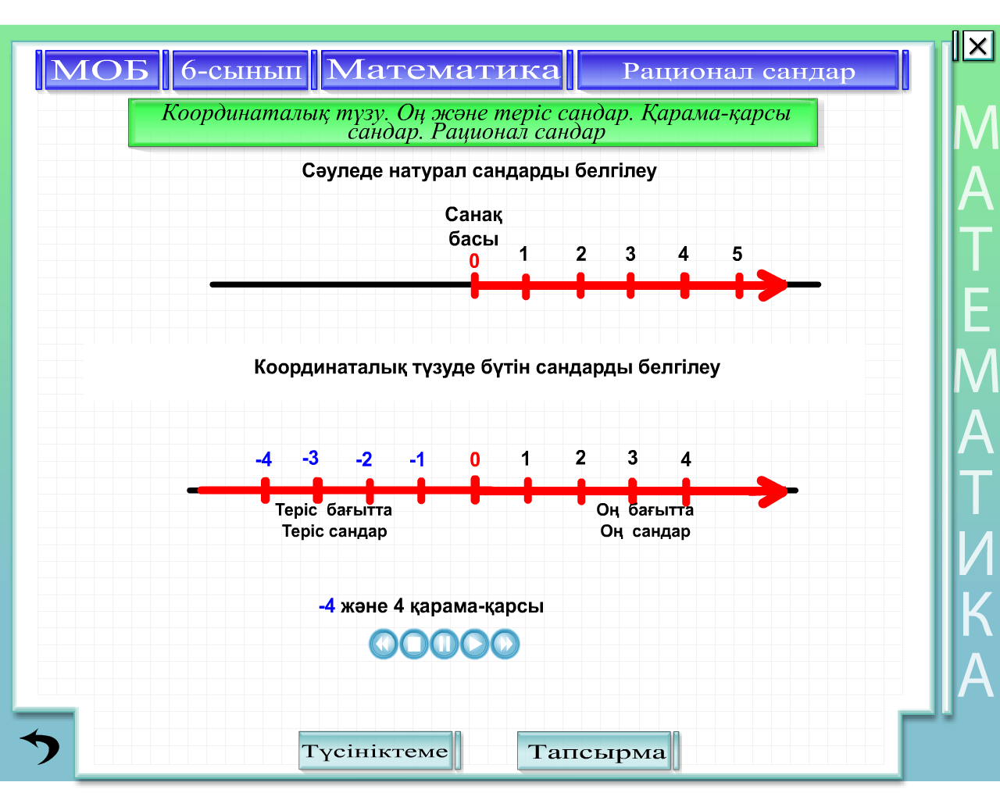 МОБ 6-сынып Математика Рационал сандар
Координаталық түзу. Оң және теріс сандар. Қарама-қарсы
сандар. Рационал сандар
Сәуледе натурал сандарды белгілеу
Санақ
басы
0 1 2 3 4 5
Координаталық түзуде бүтін сандарды белгілеу
-4 -3 -2 -1 0 1 2 3 4
Теріс бағытта Оң бағытта
Теріс сандар Оң сандар
-4 және 4 қарама-қарсы
Түсініктеме Тапсырма
МАТЕМАТИКА